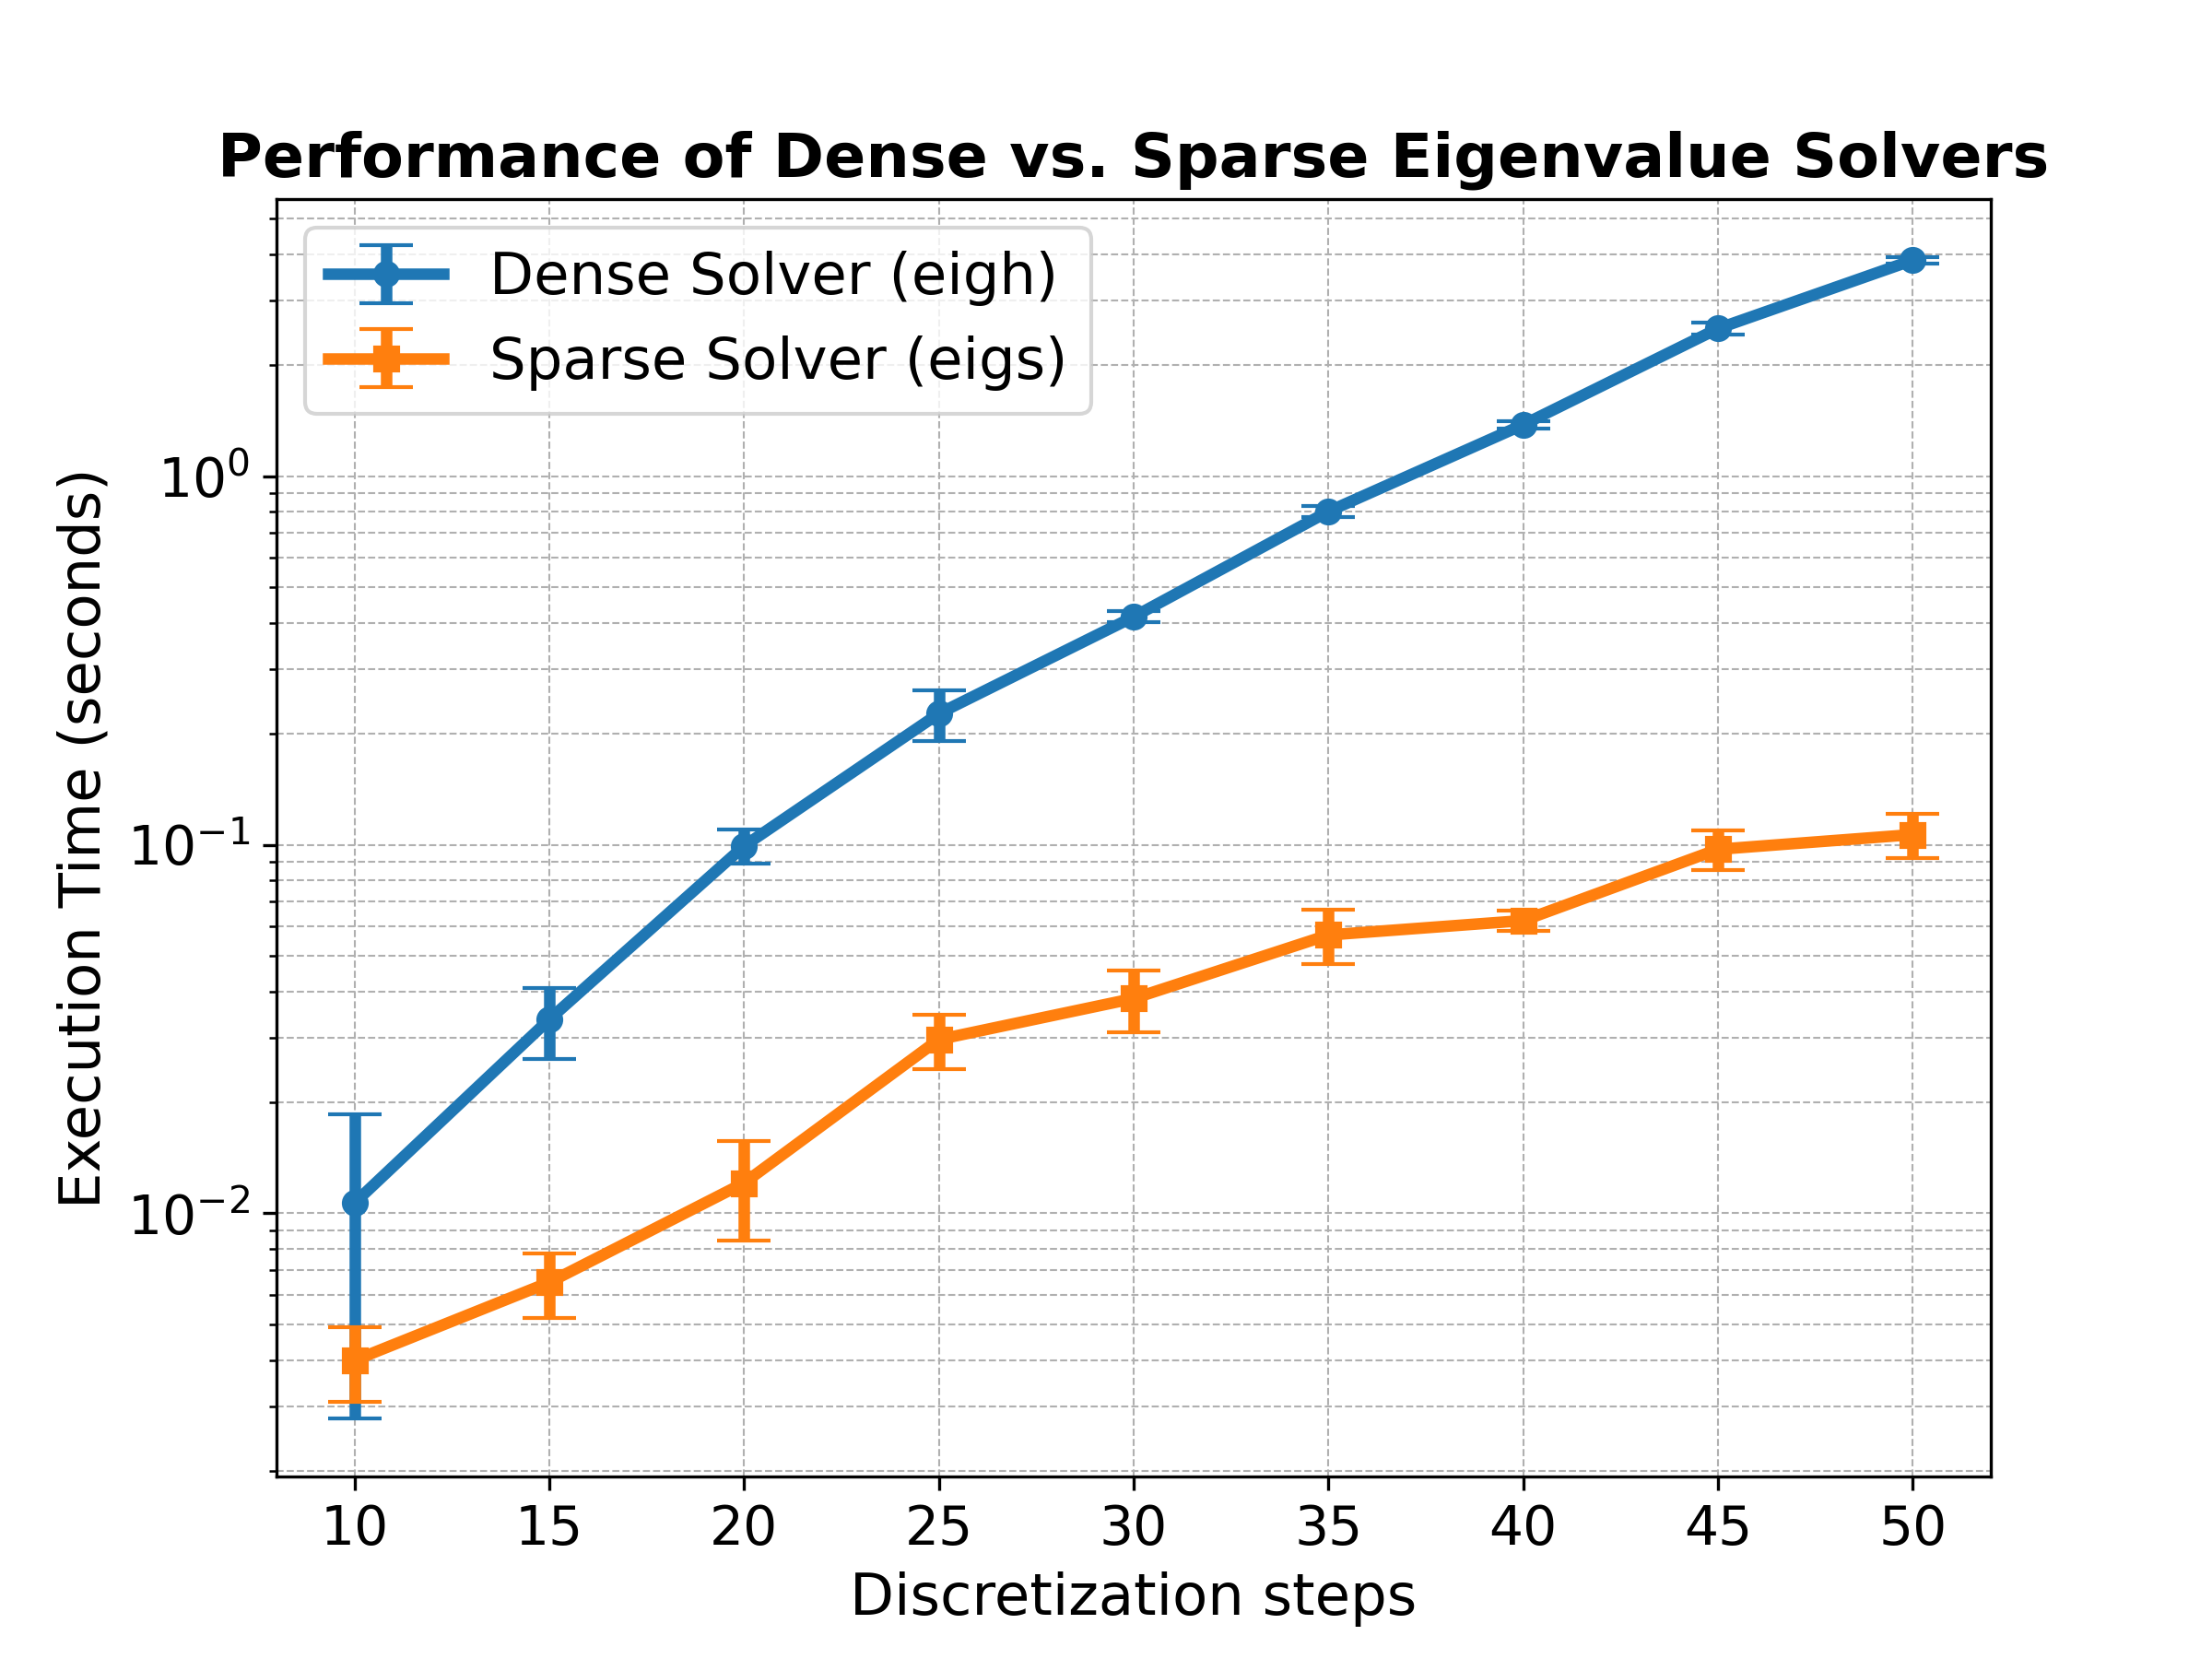 Performance of Dense vs. Sparse Eigenvalue Solvers
Dense Solver (eigh)
Sparse Solver (eigs)
Execution Time (seconds)
10⁰
10⁻¹
10⁻²
10 15 20 25 30 35 40 45 50
Discretization steps